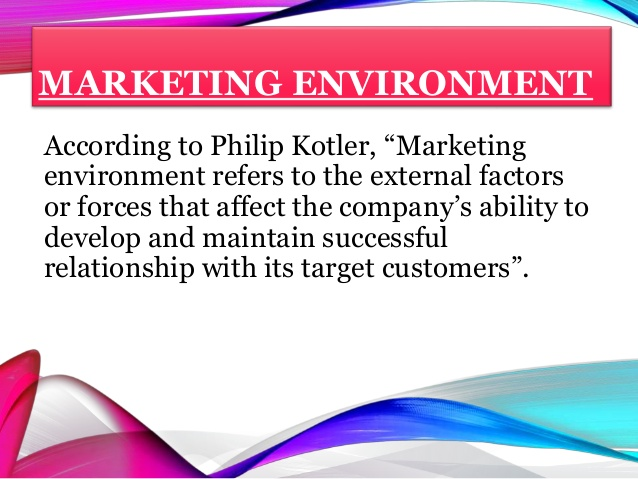 MARKETING ENVIRONMENT
According to Philip Kotler, “Marketing
environment refers to the external factors
or forces that affect the company’s ability to
develop and maintain successful
relationship with its target customers”.